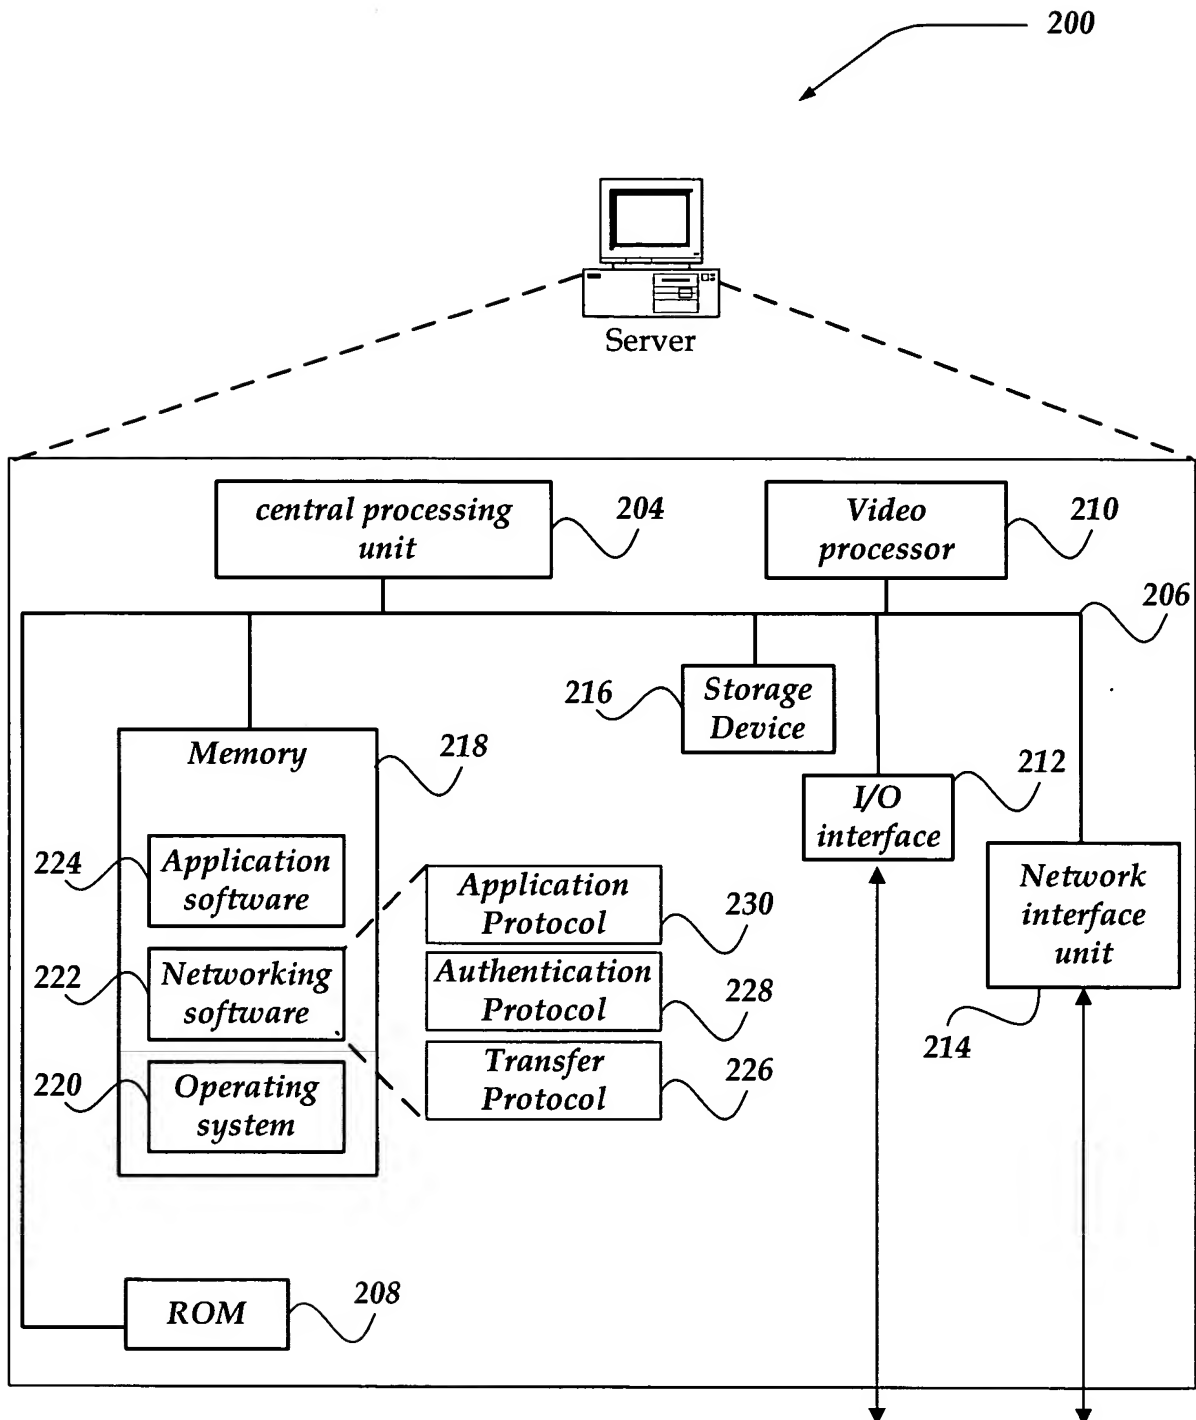 200
Server
central processing
unit
204
Video
processor
210
206
216
Storage
Device
Memory
218
I/O
interface
212
224
Application
software
Application
Protocol
230
Network
interface
unit
222
Networking
software
Authentication
Protocol
228
214
220
Operating
system
Transfer
Protocol
226
ROM
208